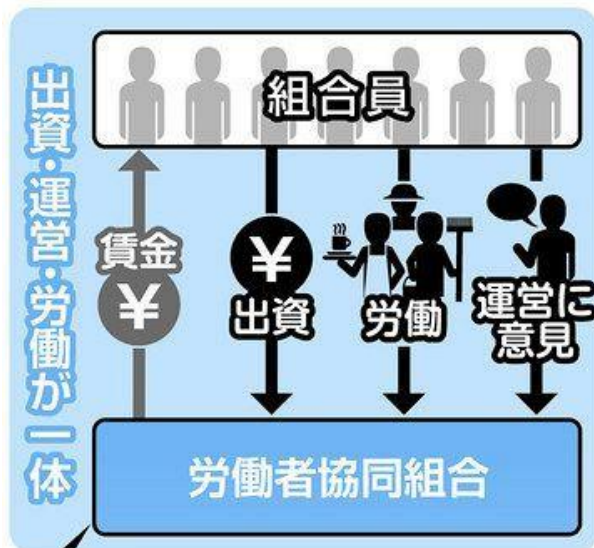 出資・運営・労働が一体
組合員
賃金
¥
¥
出資
労働
運営に
意見
労働者協同組合